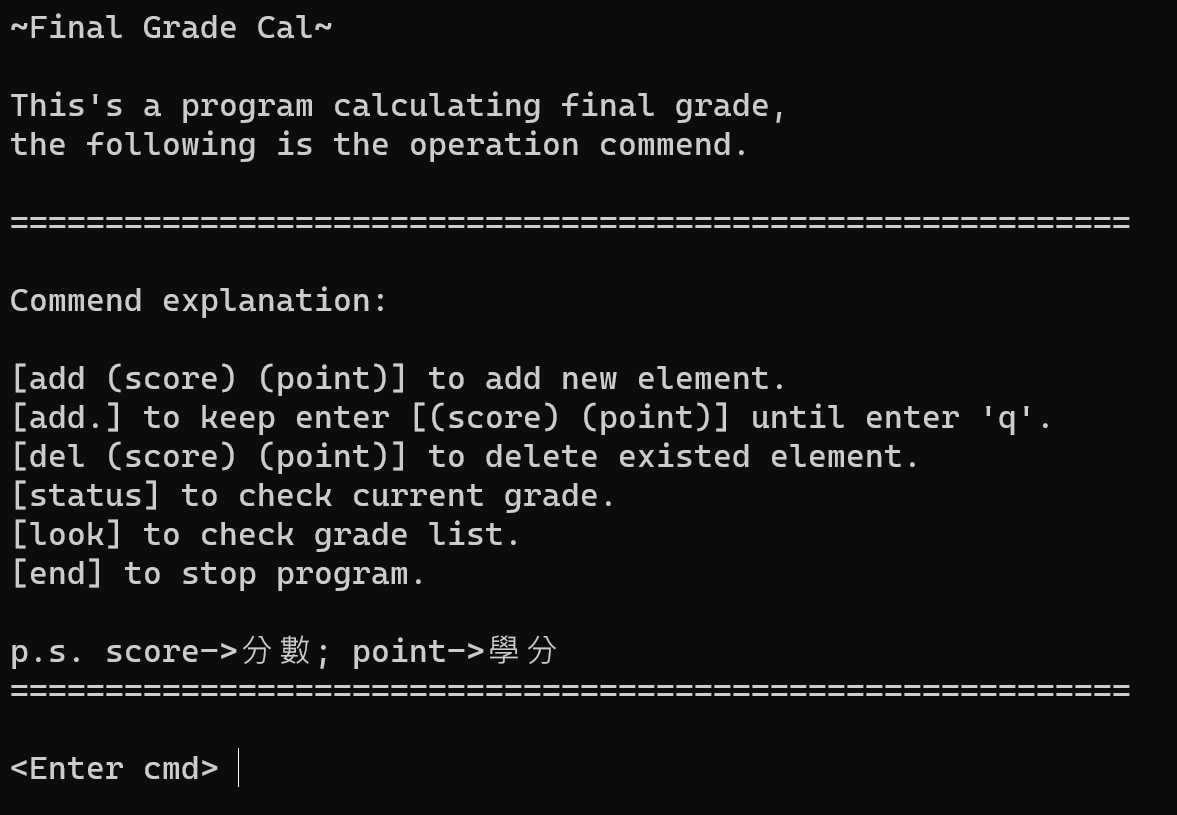 ~Final Grade Cal~
This's a program calculating final grade,
the following is the operation commend.
===========================================================
Commend explanation:
[add (score) (point)] to add new element.
[add.] to keep enter [(score) (point)] until enter 'q'.
[del (score) (point)] to delete existed element.
[status] to check current grade.
[look] to check grade list.
[end] to stop program.
p.s. score->分數; point->學分
===========================================================
<Enter cmd>